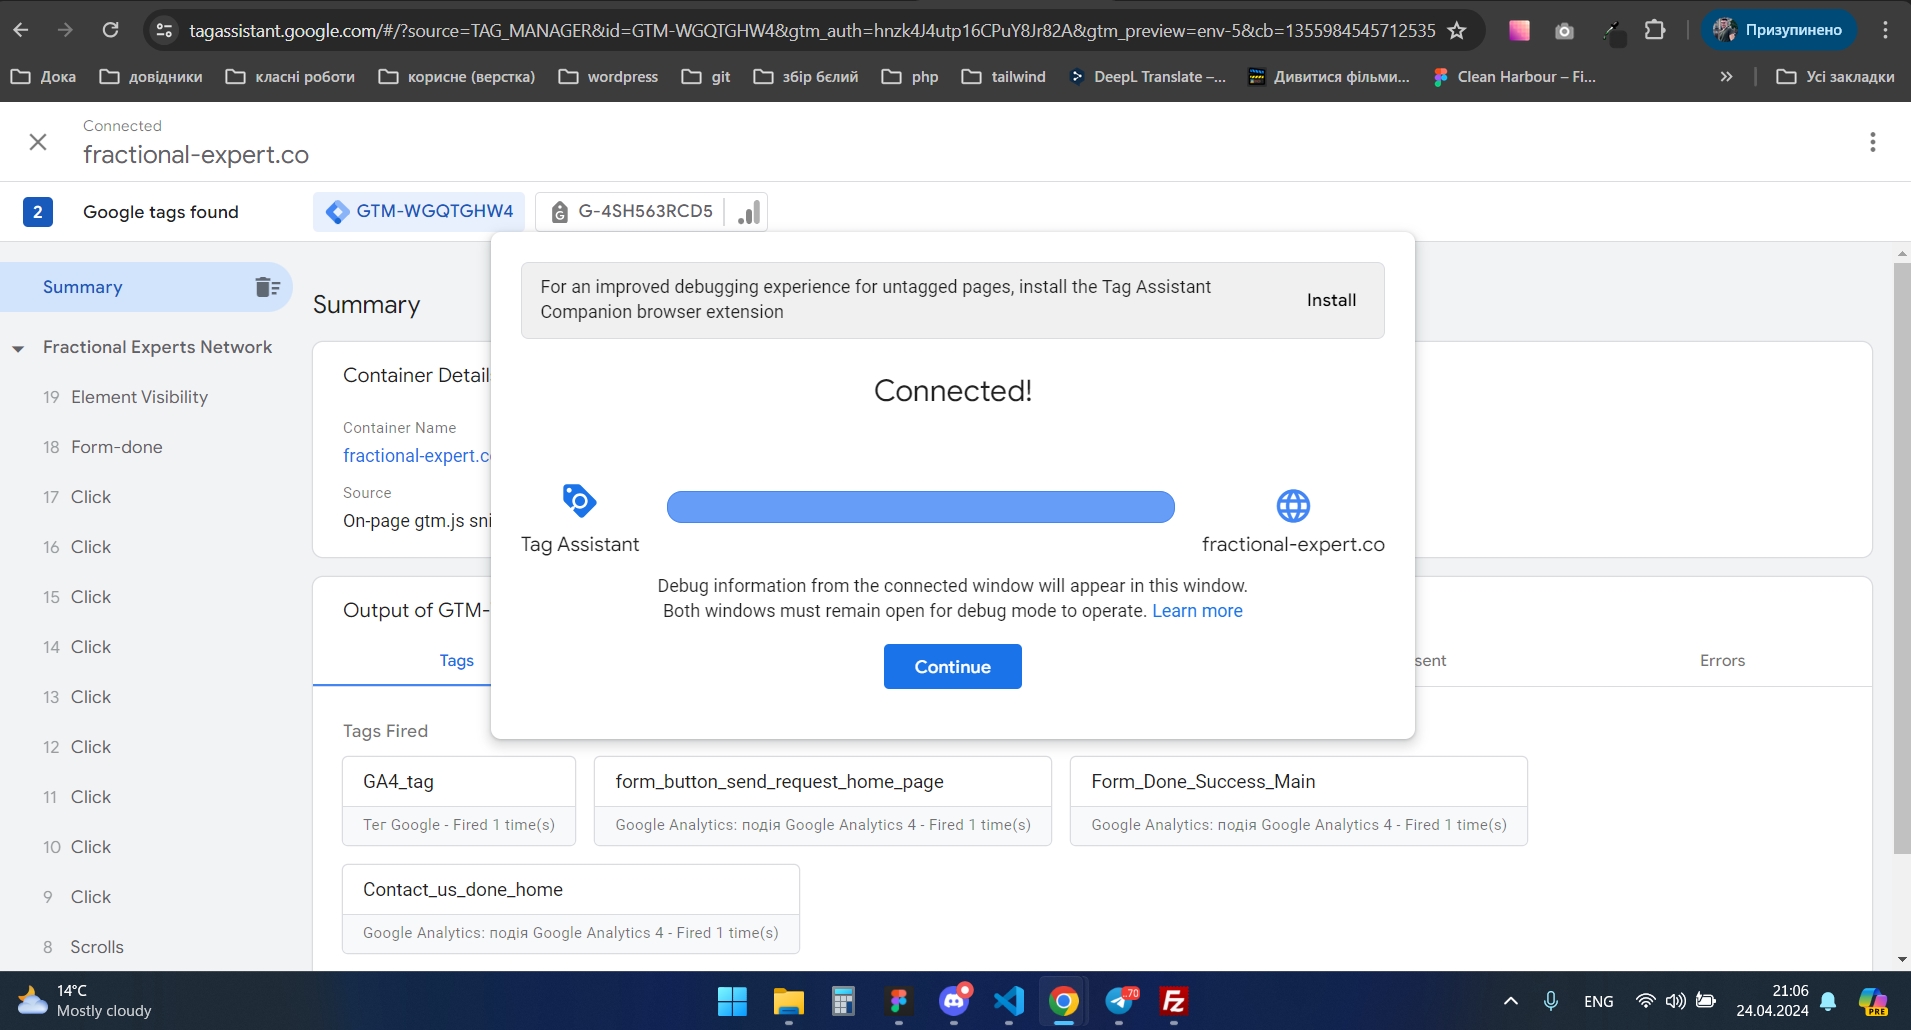 tagassistant.google.com/#/?source=TAG_MANAGER&id=GTM-WGQTGHW4&gtm_auth=hnzk4J4utp16CPuY8Jr82A&gtm_preview=env-5&cb=1355984545712535
Призупинено
Дока
довідники
класні роботи
корисне (верстка)
wordpress
git
збір бєлий
php
tailwind
DeepL Translate –...
Дивитися фільми...
Clean Harbour – Fi...
Усі закладки
Connected
fractional-expert.co
2
Google tags found
GTM-WGQTGHW4
G-4SH563RCD5
Summary
Fractional Experts Network
19 Element Visibility
18 Form-done
17 Click
16 Click
15 Click
14 Click
13 Click
12 Click
11 Click
10 Click
9 Click
8 Scrolls
Summary
Container Detail
Container Name
fractional-expert.c
Source
On-page gtm.js sni
Output of GTM-
Tags
sent
Errors
For an improved debugging experience for untagged pages, install the Tag Assistant
Companion browser extension
Install
Connected!
Tag Assistant
fractional-expert.co
Debug information from the connected window will appear in this window.
Both windows must remain open for debug mode to operate. Learn more
Continue
Tags Fired
GA4_tag
Тег Google - Fired 1 time(s)
form_button_send_request_home_page
Google Analytics: подія Google Analytics 4 - Fired 1 time(s)
Form_Done_Success_Main
Google Analytics: подія Google Analytics 4 - Fired 1 time(s)
Contact_us_done_home
Google Analytics: подія Google Analytics 4 - Fired 1 time(s)
14°C
Mostly cloudy
70
ENG
21:06
24.04.2024
PRE